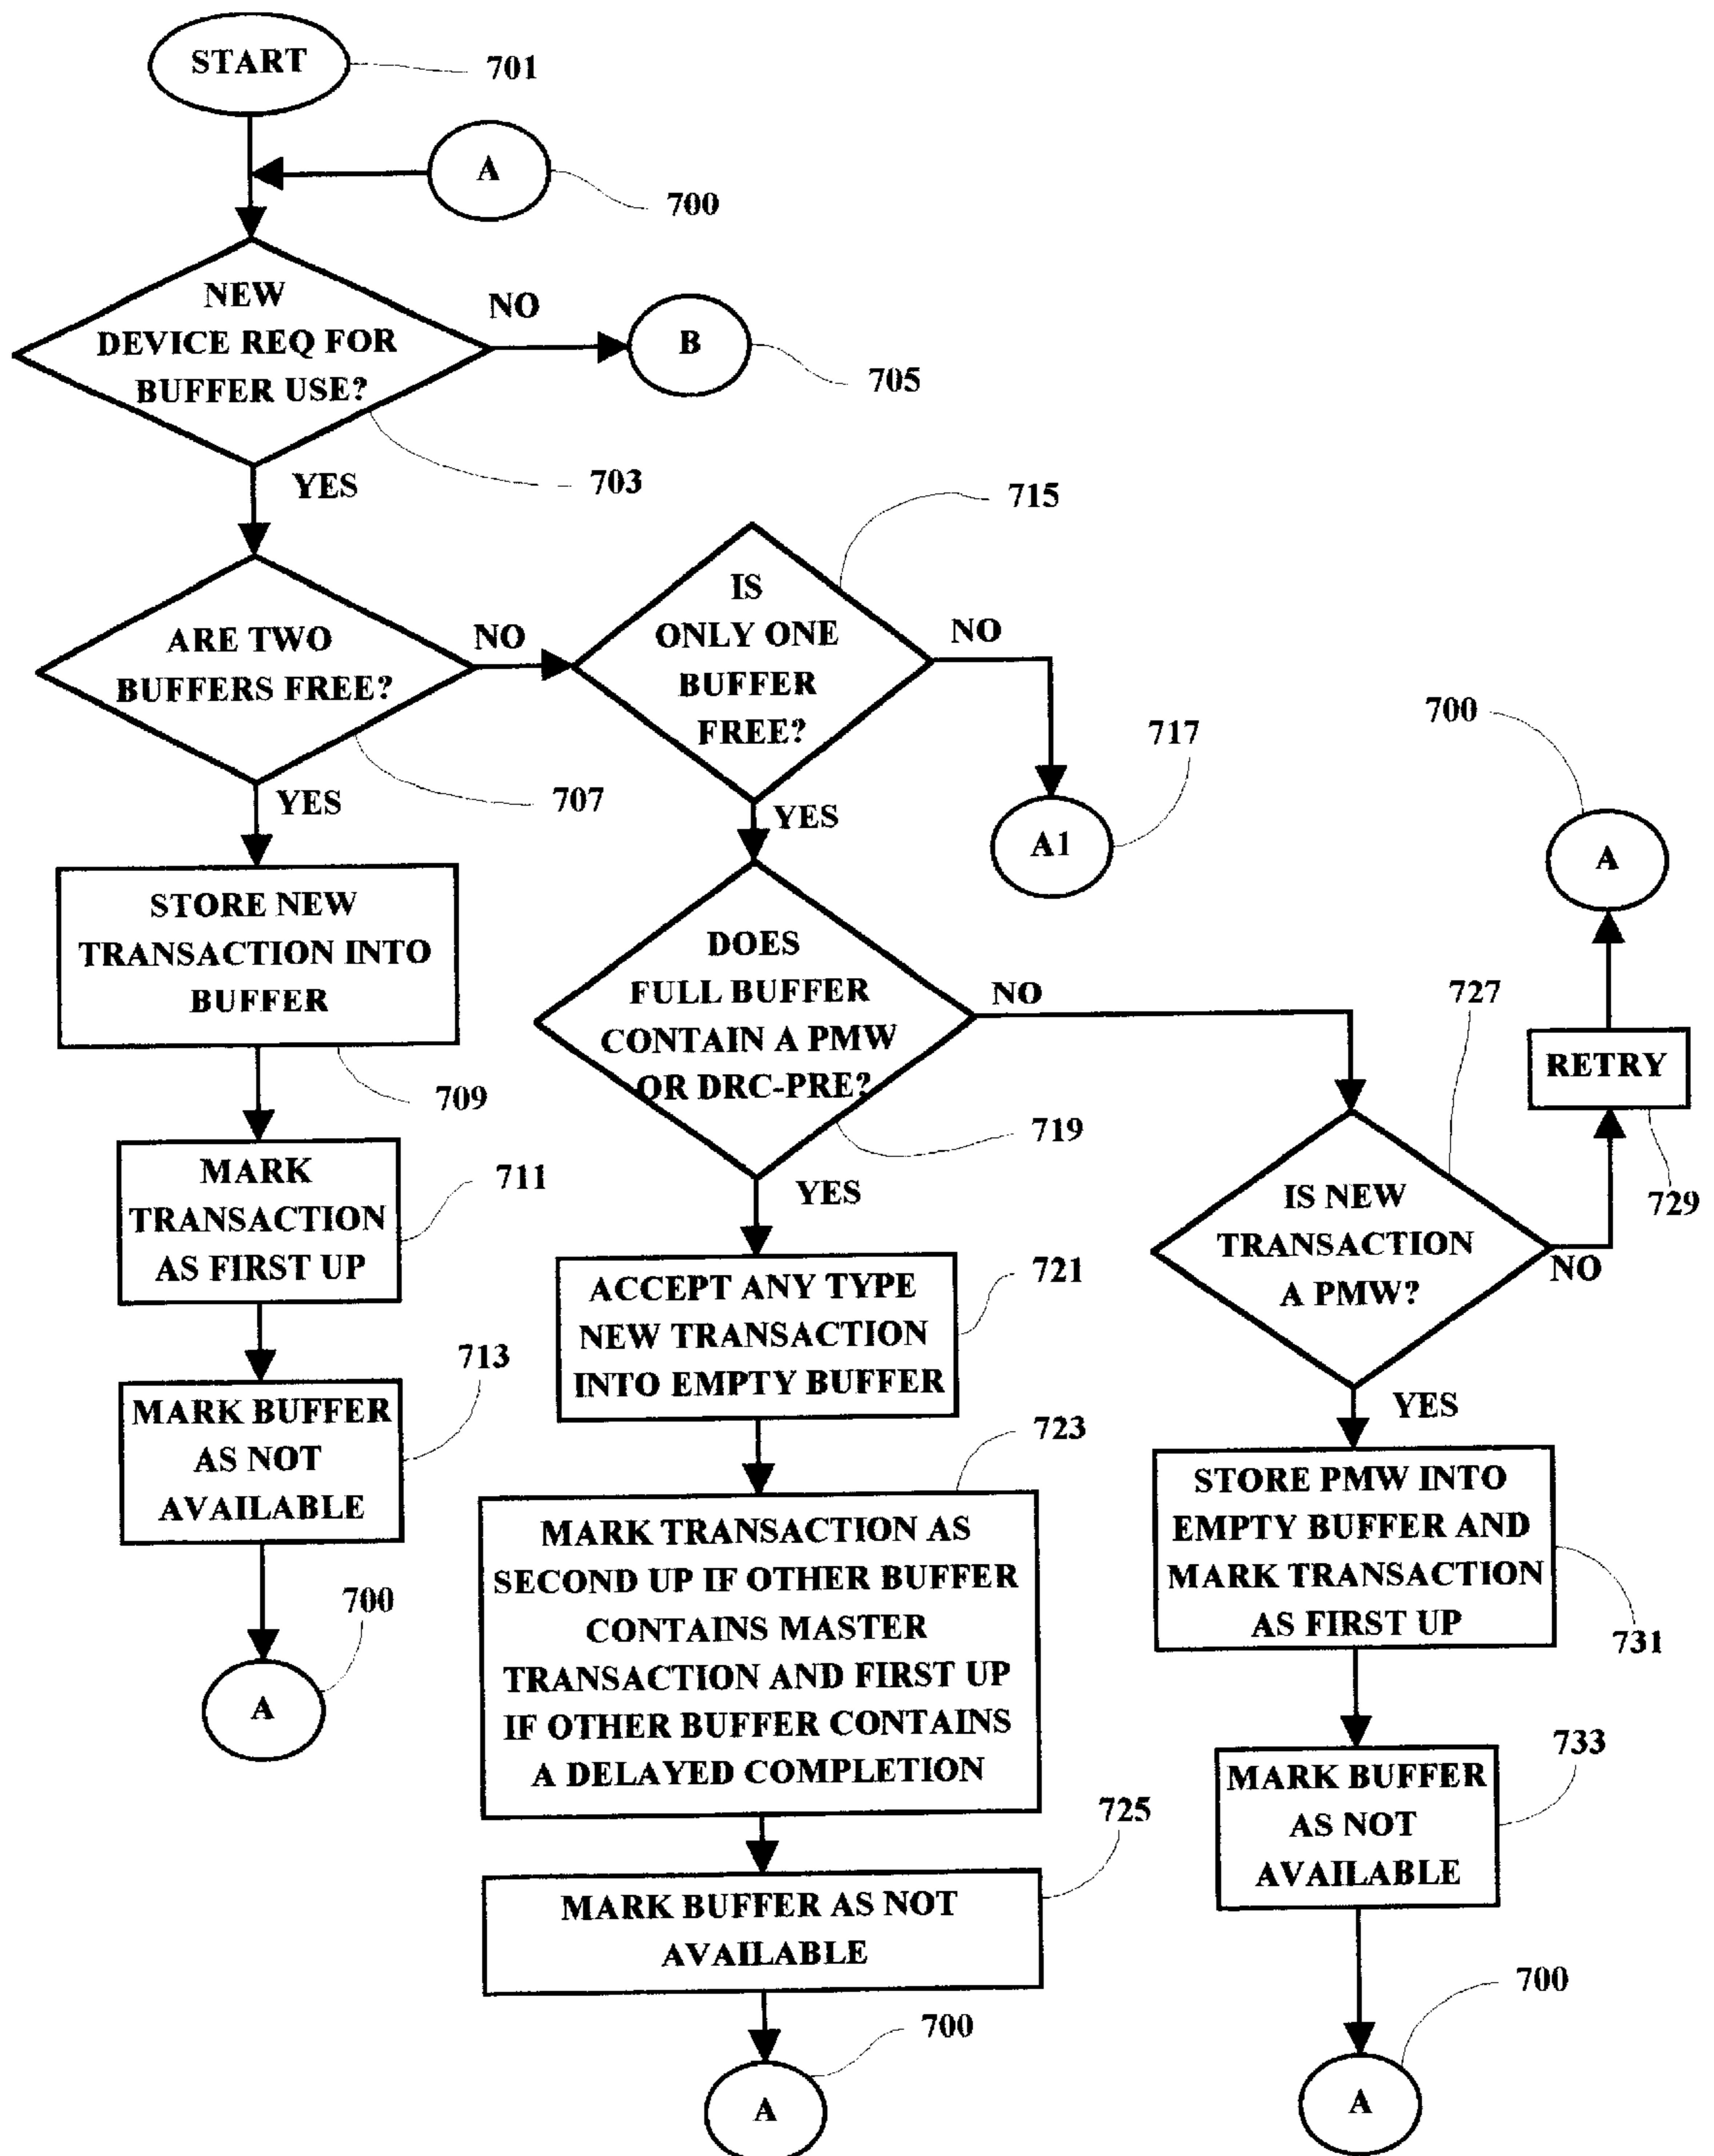 START
701
A
700
NEW
DEVICE REQ FOR
BUFFER USE?
NO
B
705
703
YES
715
IS
ONLY ONE
BUFFER
FREE?
NO
ARE TWO
BUFFERS FREE?
NO
707
YES
717
A1
YES
700
A
STORE NEW
TRANSACTION INTO
BUFFER
709
DOES
FULL BUFFER
CONTAIN A PMW
OR DRC-PRE?
NO
719
YES
727
RETRY
729
IS NEW
TRANSACTION
A PMW?
NO
YES
MARK
TRANSACTION
AS FIRST UP
711
MARK BUFFER
AS NOT
AVAILABLE
713
700
A
ACCEPT ANY TYPE
NEW TRANSACTION
INTO EMPTY BUFFER
721
723
MARK TRANSACTION AS
SECOND UP IF OTHER BUFFER
CONTAINS MASTER
TRANSACTION AND FIRST UP
IF OTHER BUFFER CONTAINS
A DELAYED COMPLETION
725
MARK BUFFER AS NOT
AVAILABLE
700
A
STORE PMW INTO
EMPTY BUFFER AND
MARK TRANSACTION
AS FIRST UP
731
733
MARK BUFFER
AS NOT
AVAILABLE
700
A